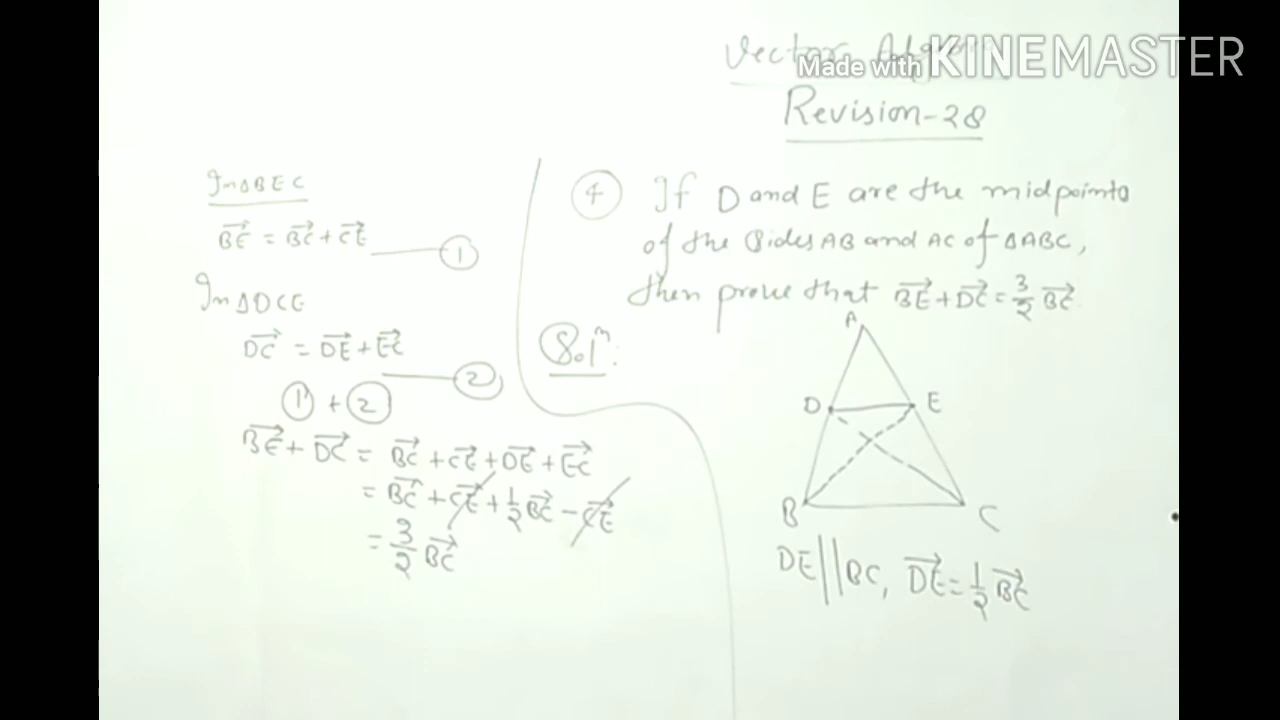 Vector Algebra
Made with KINEMASTER
Revision-28
④ If D and E are the midpoints
of the sides AB and AC of ΔABC,
then prove that BE⃗ + DC⃗ = 3/2 BC⃗
Solⁿ:
A
D E
B C
DE||BC, DE⃗ = 1/2 BC⃗
In ΔBEC
BE⃗ = BC⃗ + CE⃗ ①
In ΔDCE
DC⃗ = DE⃗ + EC⃗ ②
① + ②
BE⃗ + DC⃗ = BC⃗ + CE⃗ + DE⃗ + EC⃗
= BC⃗ + CE⃗ + 1/2 BC⃗ - CE⃗
= 3/2 BC⃗